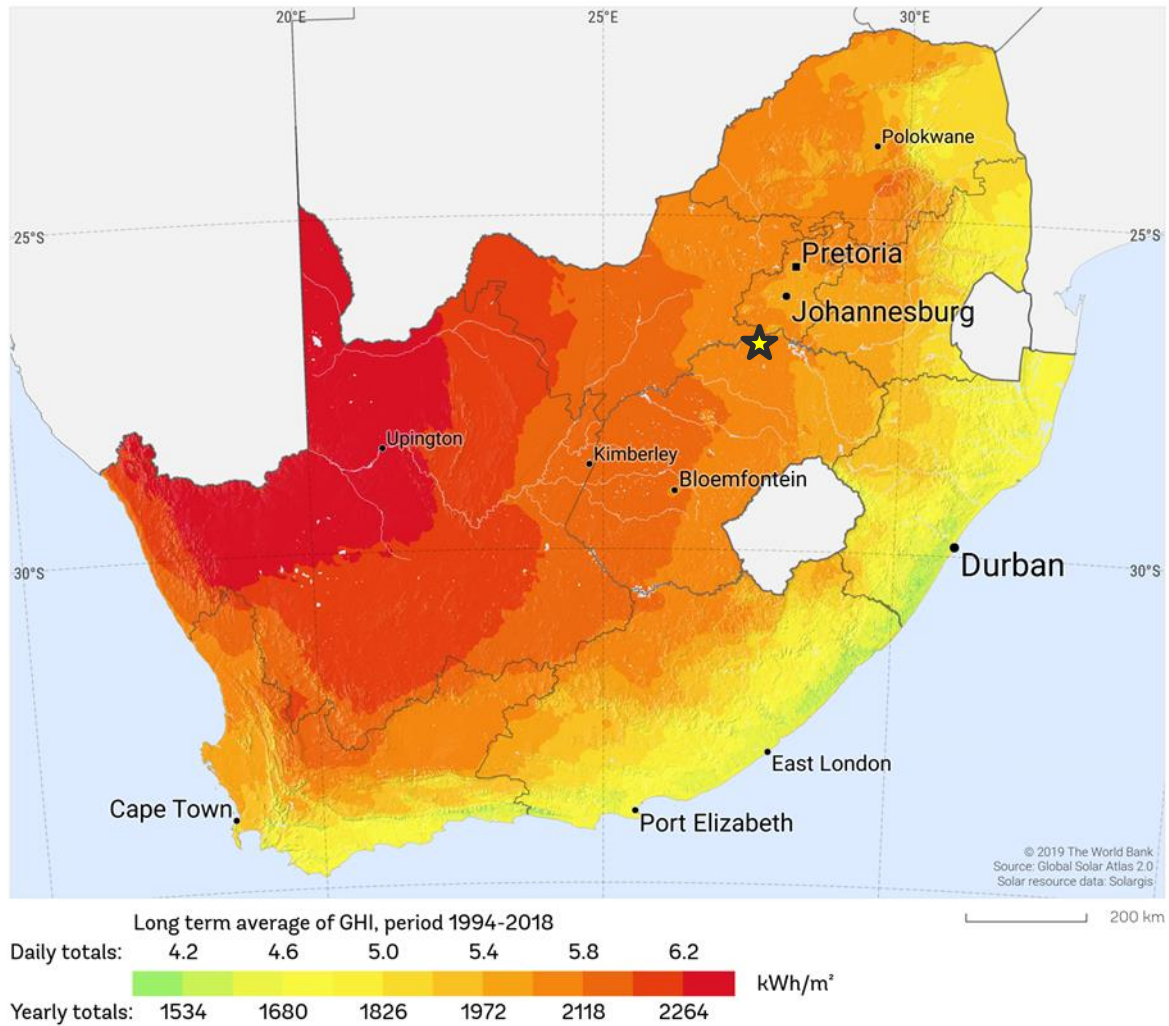 20°E 25°E 30°E
Polokwane
25°S 25°S
Pretoria
Johannesburg
Upington
Kimberley
Bloemfontein
Durban
30°S 30°S
East London
Cape Town
Port Elizabeth
© 2019 The World Bank
Source: Global Solar Atlas 2.0
Solar resource data: Solargis
Long term average of GHI, period 1994-2018
200 km
Daily totals: 4.2 4.6 5.0 5.4 5.8 6.2
kWh/m²
Yearly totals: 1534 1680 1826 1972 2118 2264